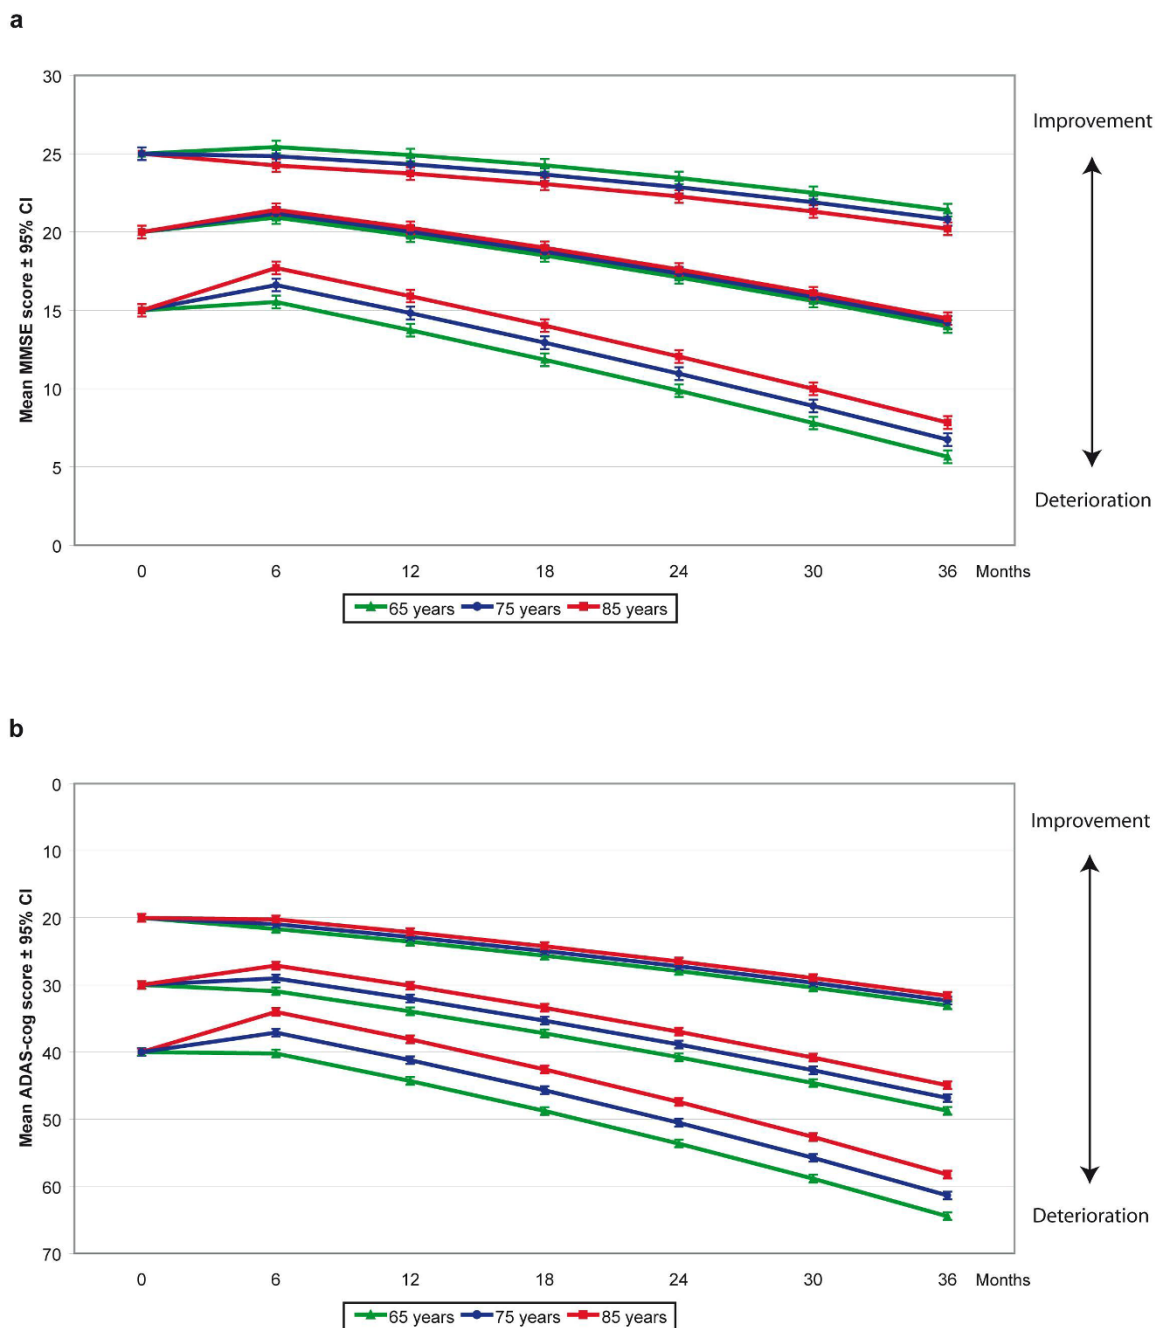 a
Mean MMSE score ± 95% CI
30
25
20
15
10
5
0
0 6 12 18 24 30 36 Months
65 years 75 years 85 years
Improvement
Deterioration
b
Mean ADAS-cog score ± 95% CI
0
10
20
30
40
50
60
70
0 6 12 18 24 30 36 Months
65 years 75 years 85 years
Improvement
Deterioration